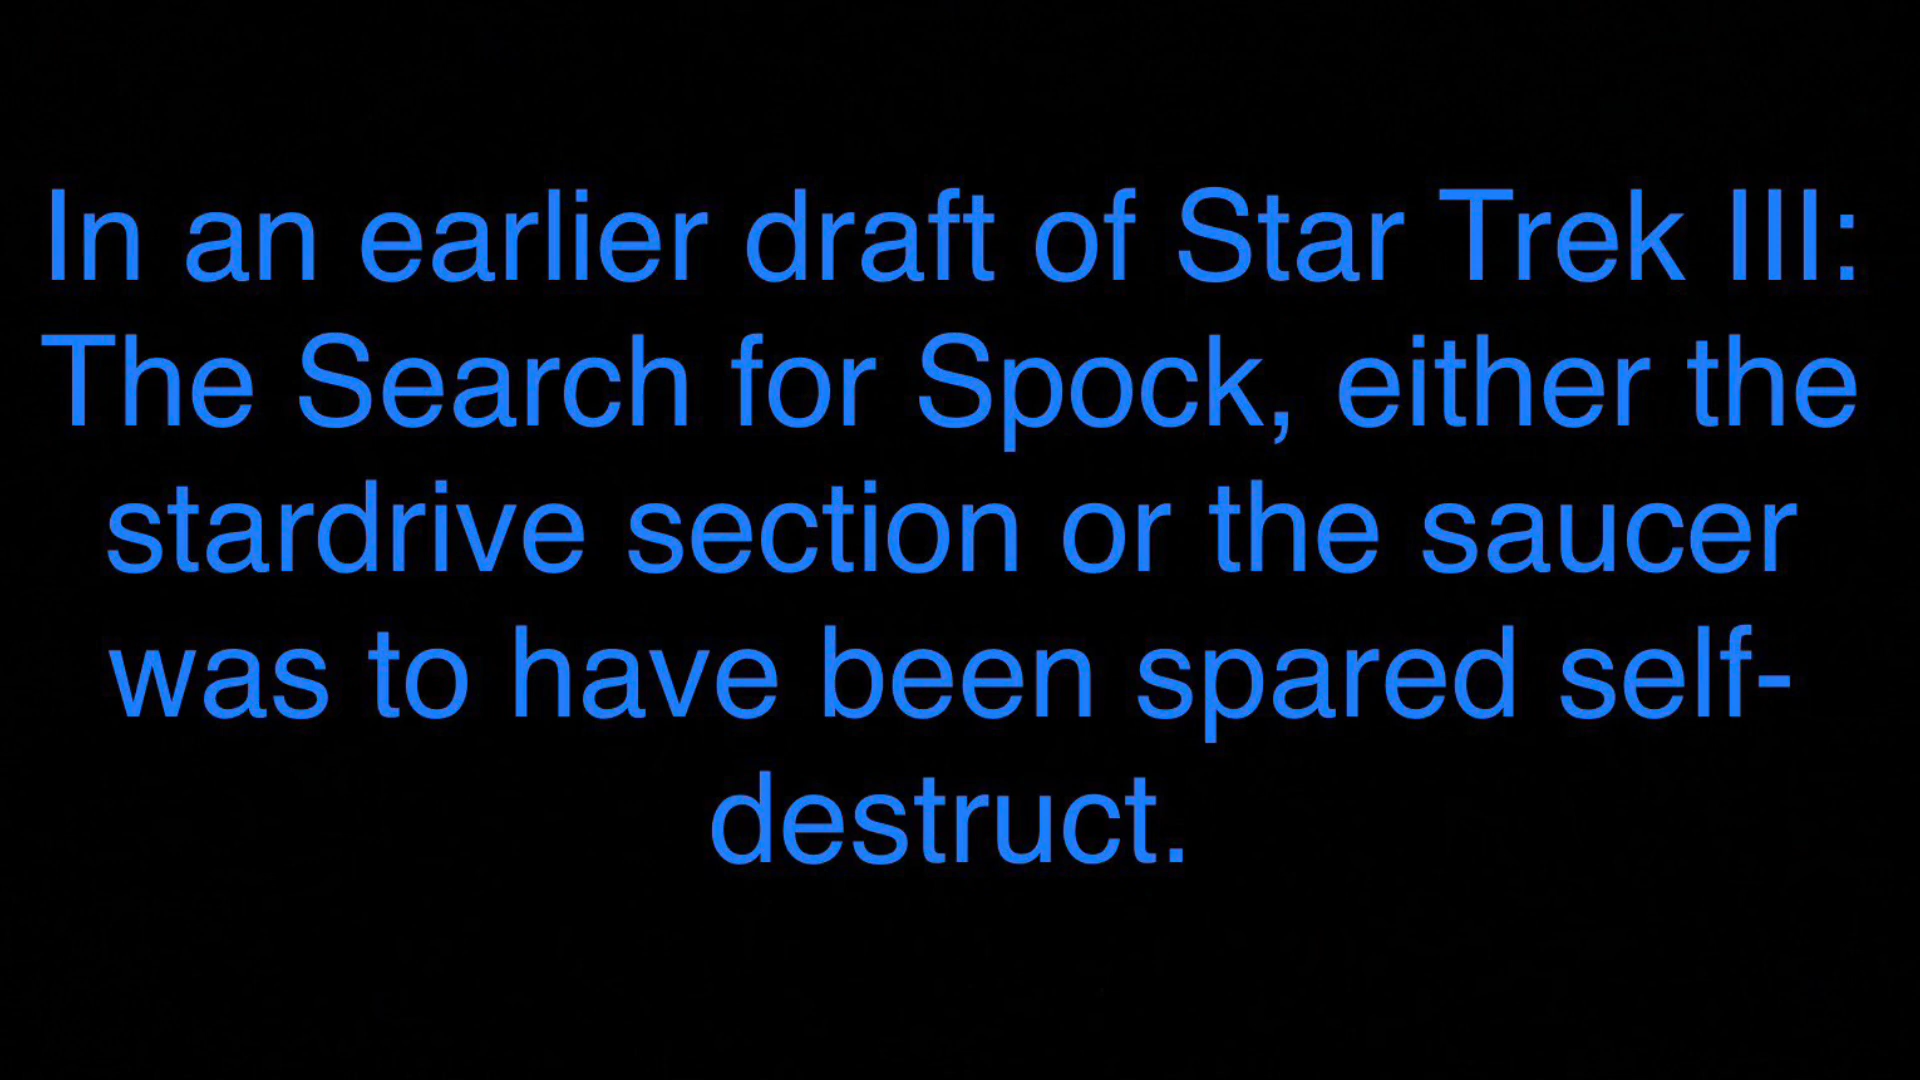 In an earlier draft of Star Trek III:
The Search for Spock, either the
stardrive section or the saucer
was to have been spared self-
destruct.